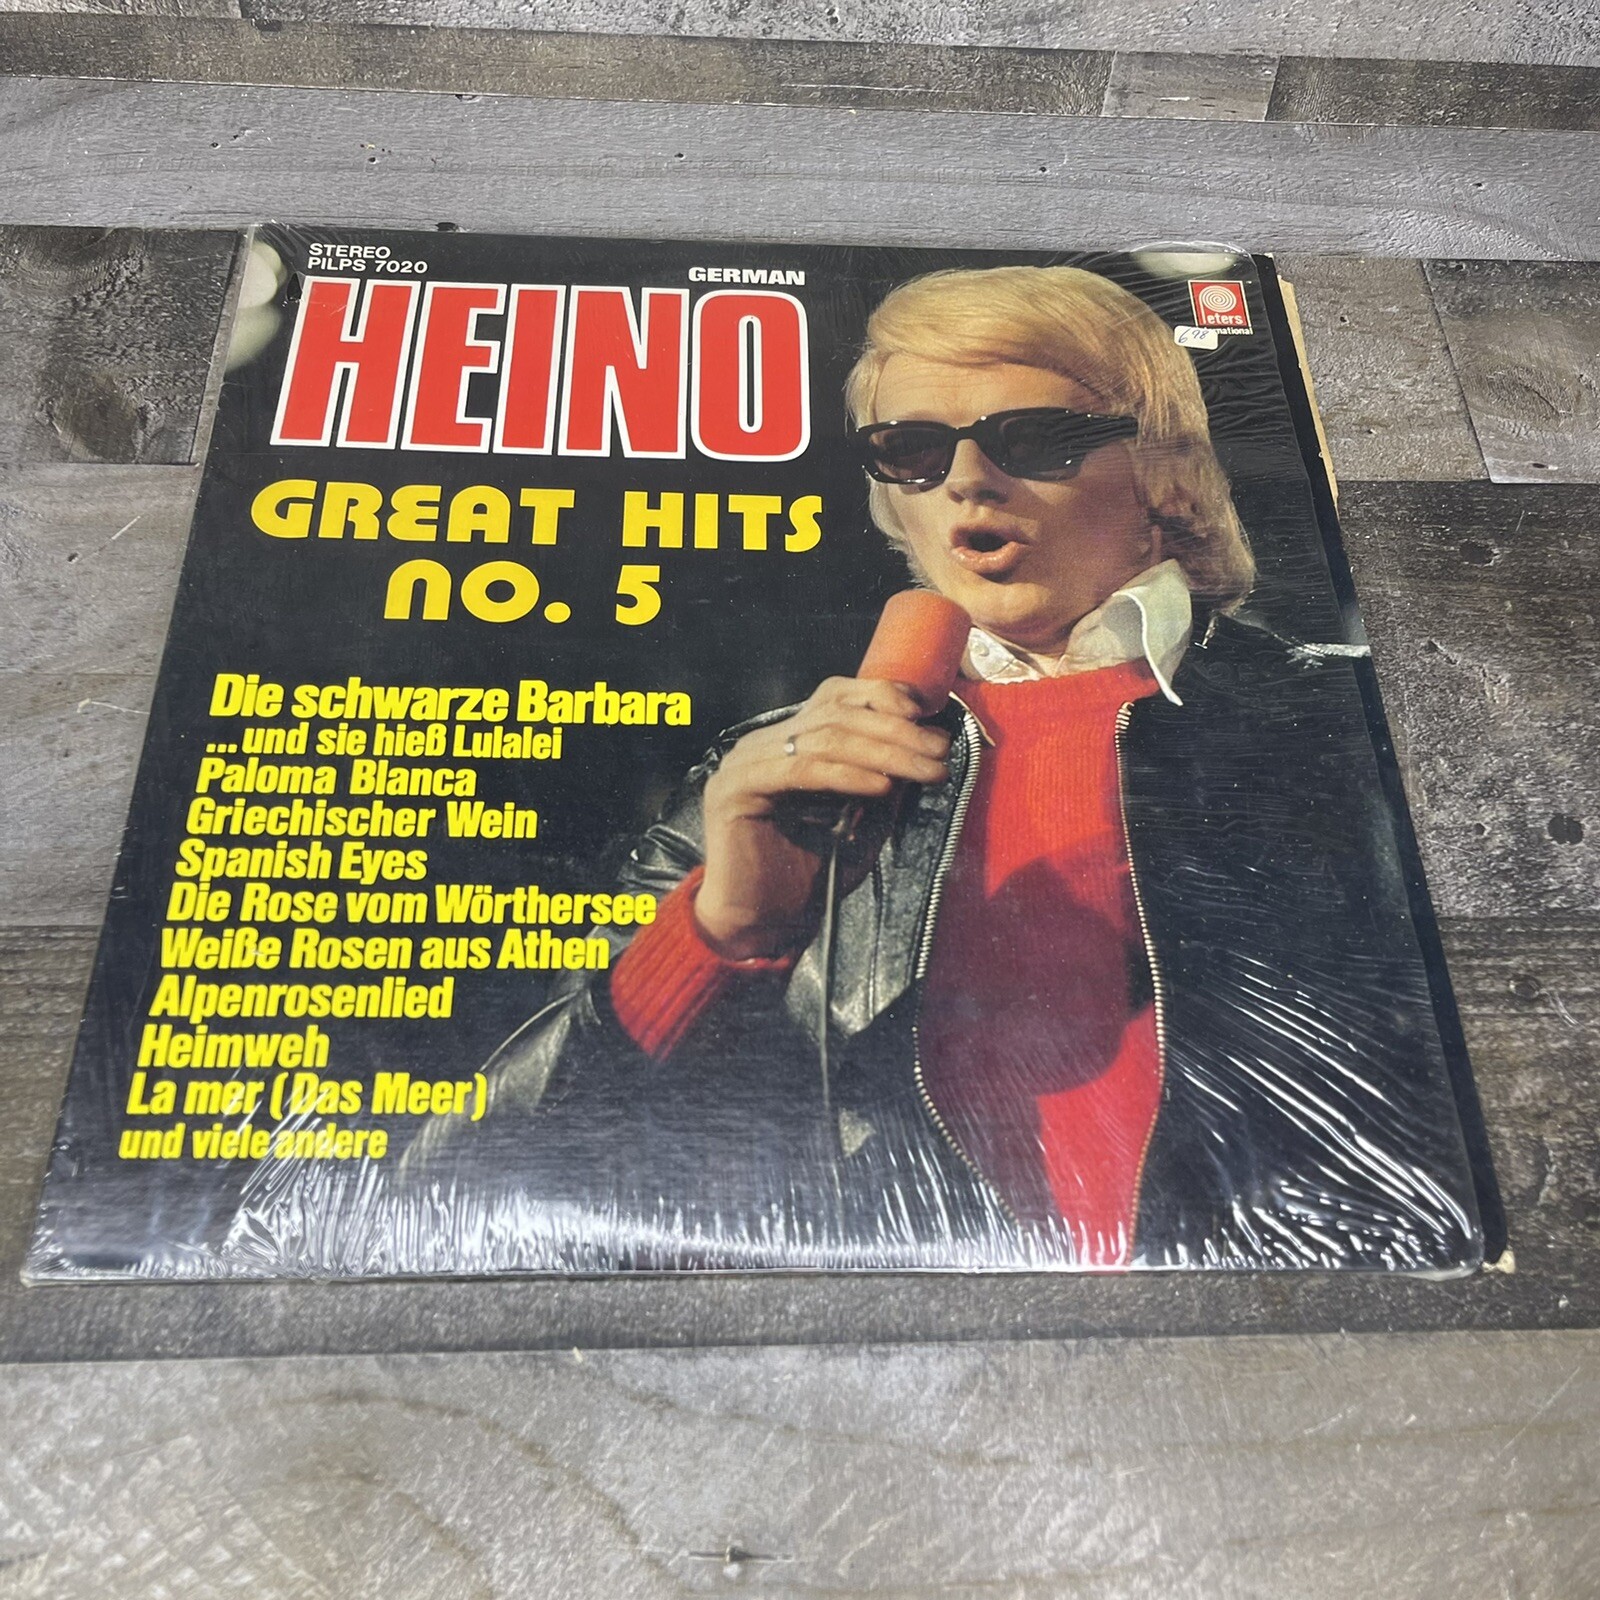 STEREO
PILPS 7020
GERMAN
HEINO
GREAT HITS
NO. 5
Die schwarze Barbara
...und sie hieß Lulalei
Paloma Blanca
Griechischer Wein
Spanish Eyes
Die Rose vom Wörthersee
Weiße Rosen aus Athen
Alpenrosenlied
Heimweh
La mer (Das Meer)
und viele andere